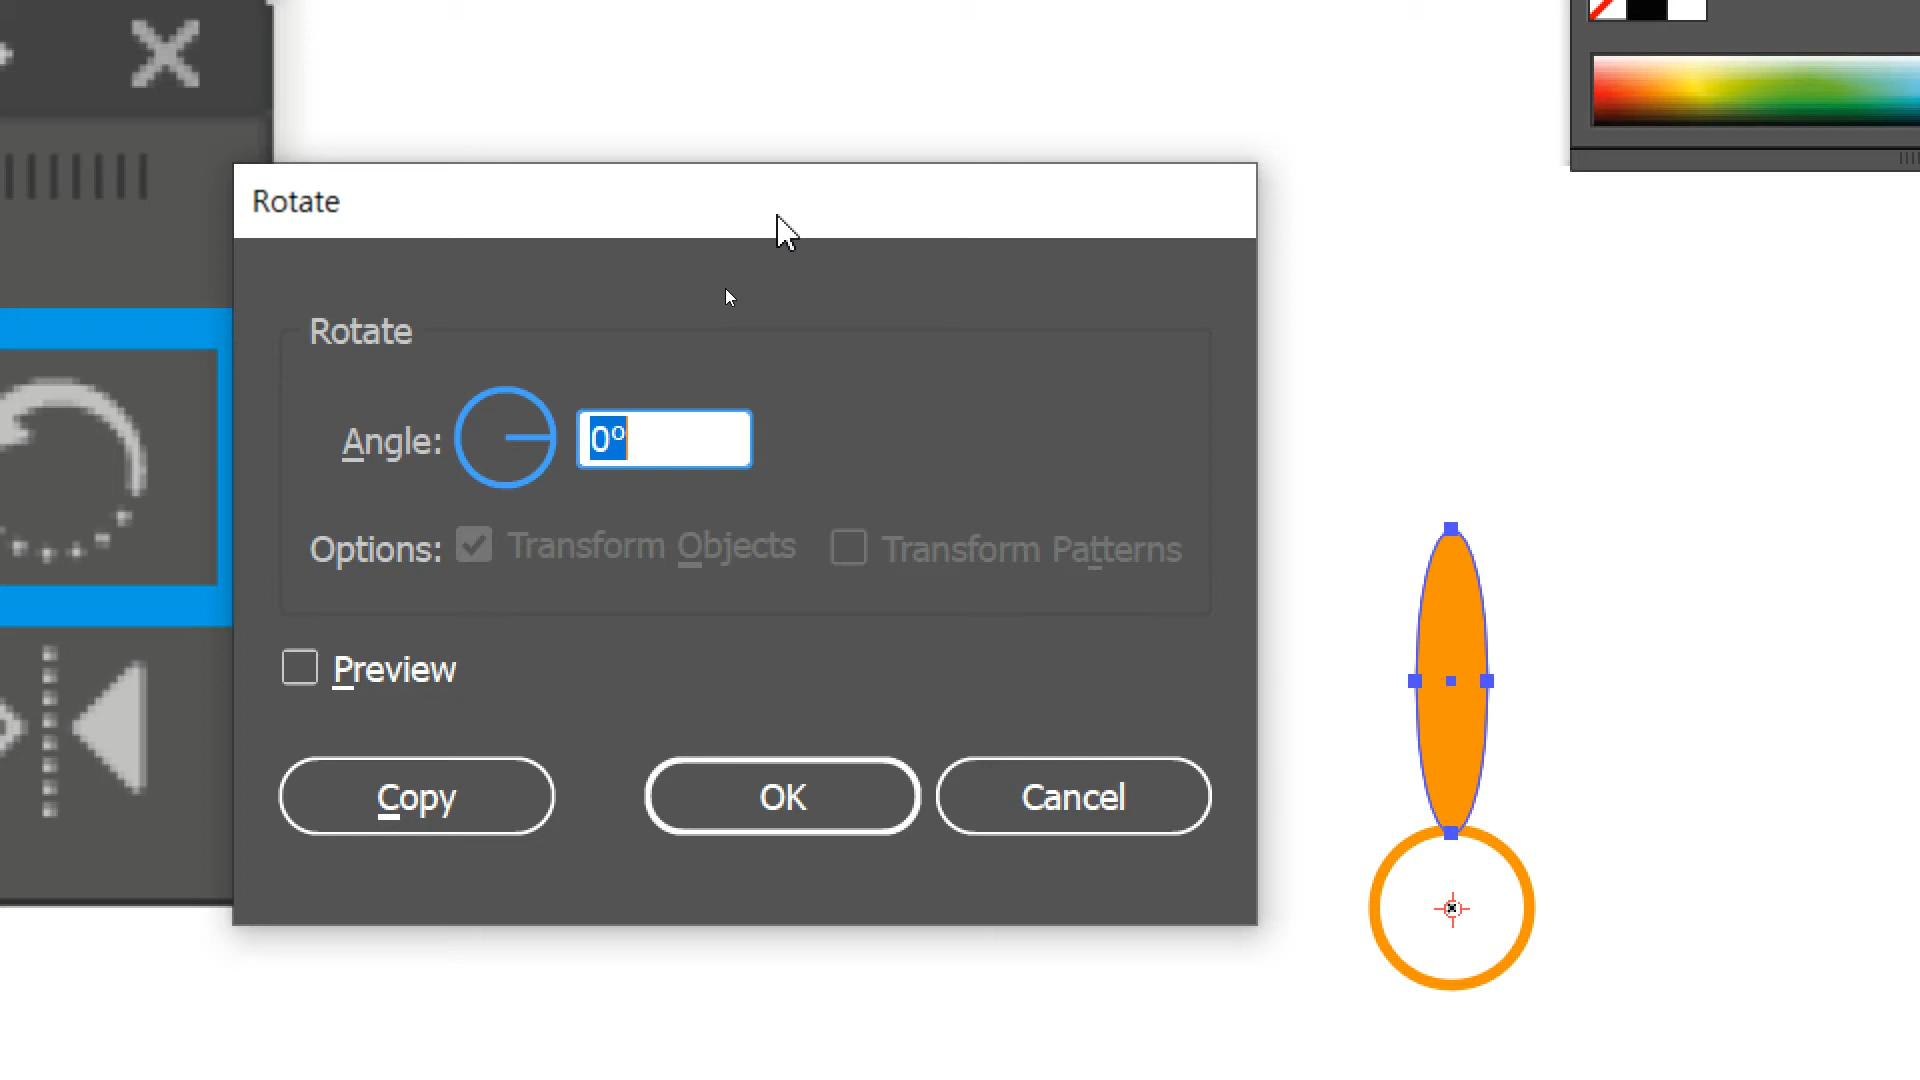 Rotate
Rotate
Angle: 0°
Options: Transform Objects Transform Patterns
Preview
Copy OK Cancel